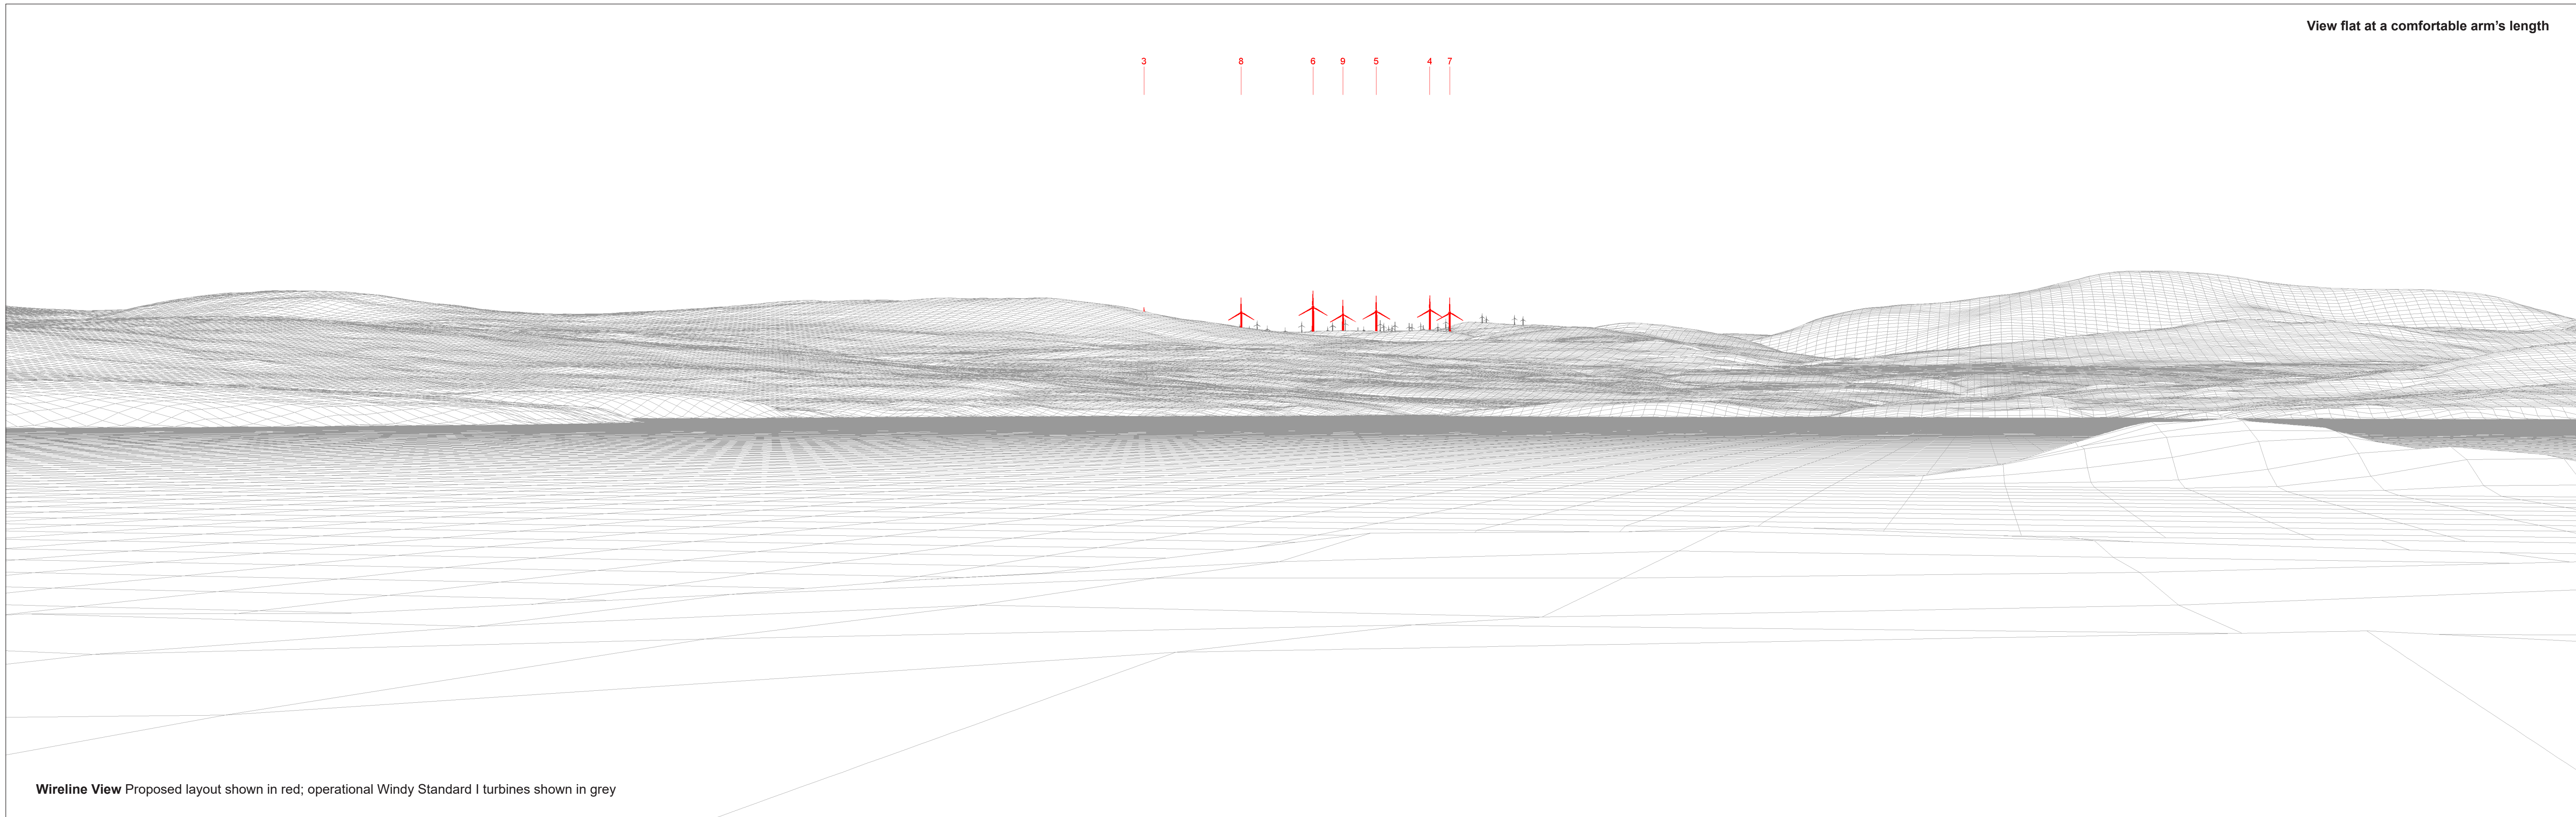 View flat at a comfortable arm's length
3 8 6 9 5 4 7
Wireline View Proposed layout shown in red; operational Windy Standard I turbines shown in grey